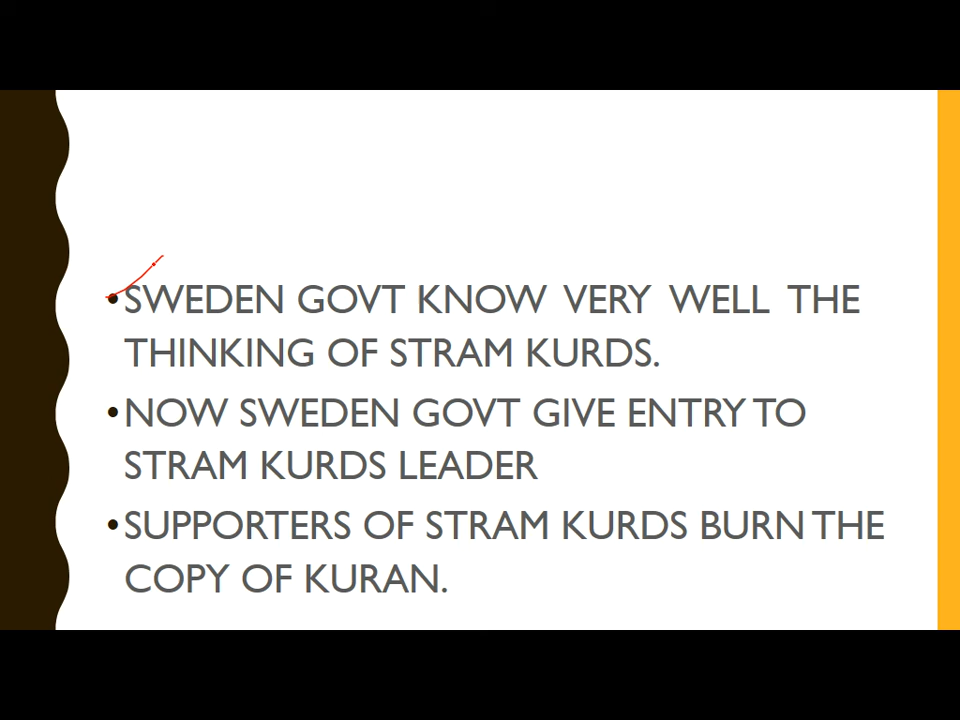 •SWEDEN GOVT KNOW VERY WELL THE
THINKING OF STRAM KURDS.
•NOW SWEDEN GOVT GIVE ENTRY TO
STRAM KURDS LEADER
•SUPPORTERS OF STRAM KURDS BURN THE
COPY OF KURAN.